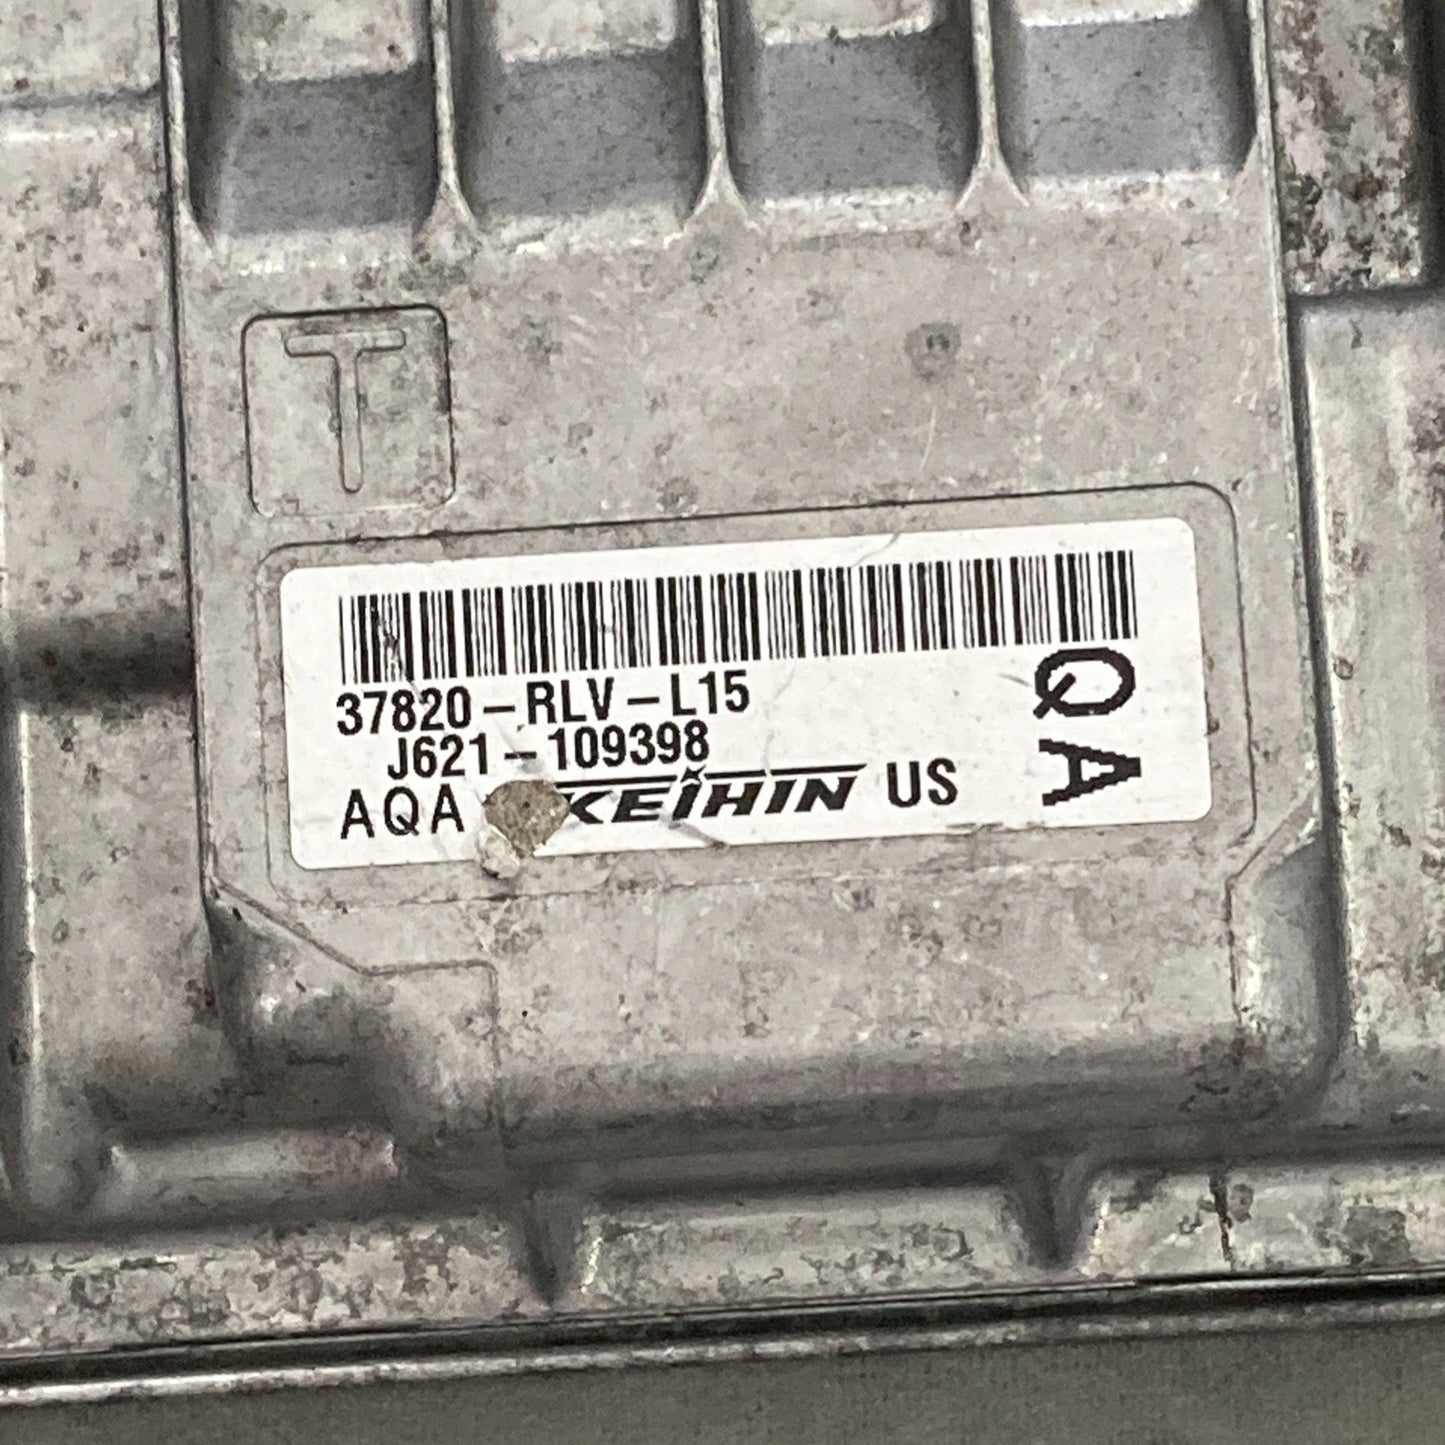 T
37820-RLV-L15
J621-109398
AQA KEIHIN US
QA